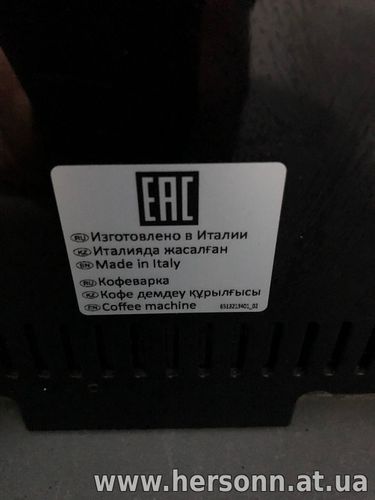 EAC
RU Изготовлено в Италии
KZ Италияда жасалған
EN Made in Italy
RU Кофеварка
KZ Кофе демдеу құрылғысы
EN Coffee machine 6513213401_02
www.hersonn.at.ua